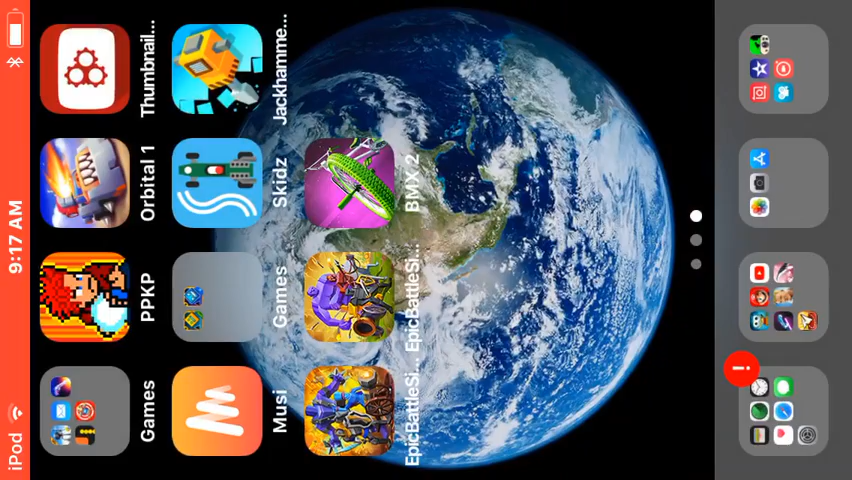 iPod 9:17 AM
Games PPKP Orbital 1 Thumbnail...
Musi Games Skidz Jackhamme...
EpicBattleSi... EpicBattleSi... BMX 2
!